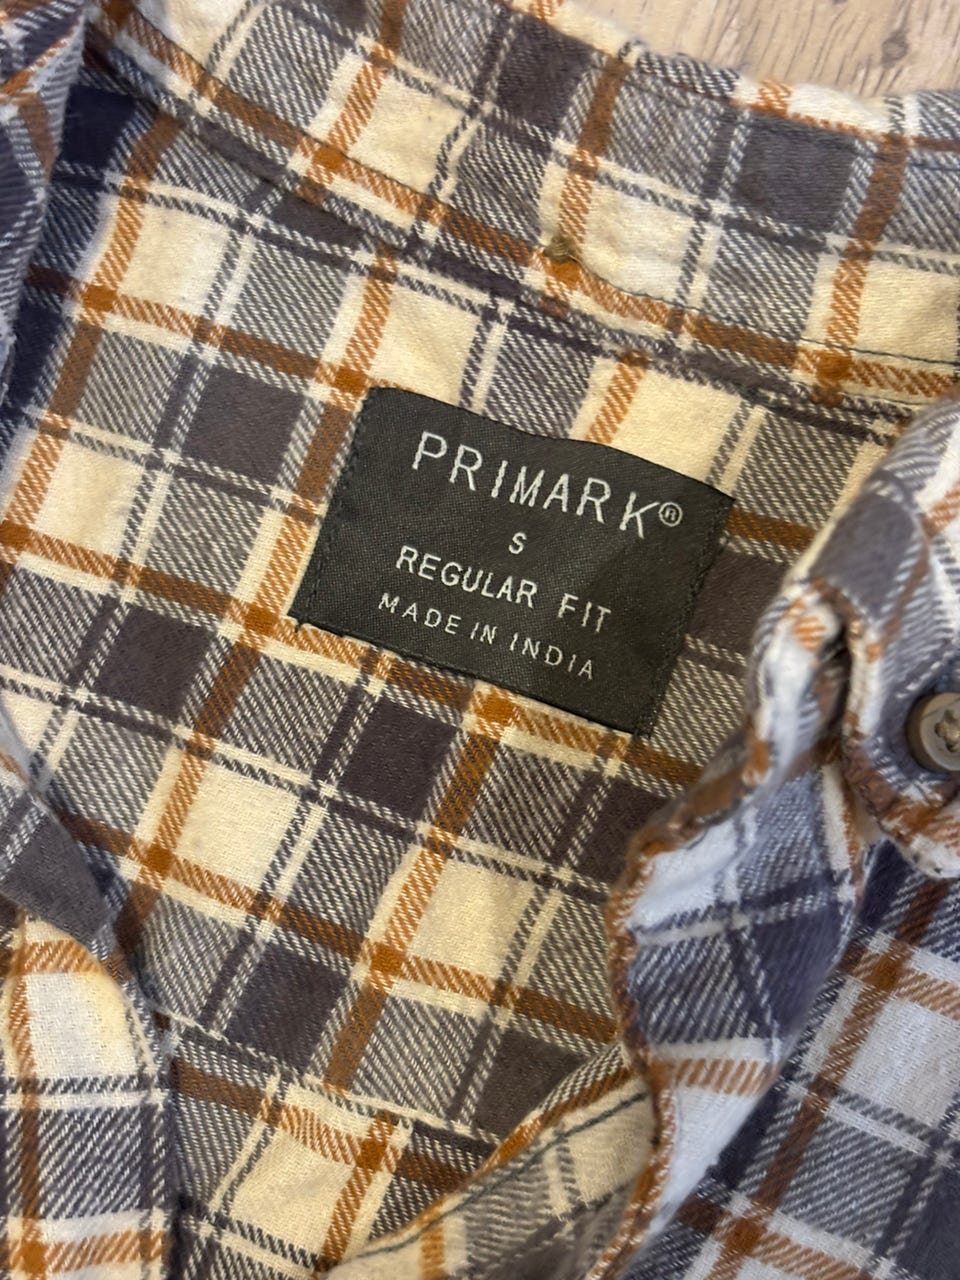 PRIMARK®
S
REGULAR FIT
MADE IN INDIA